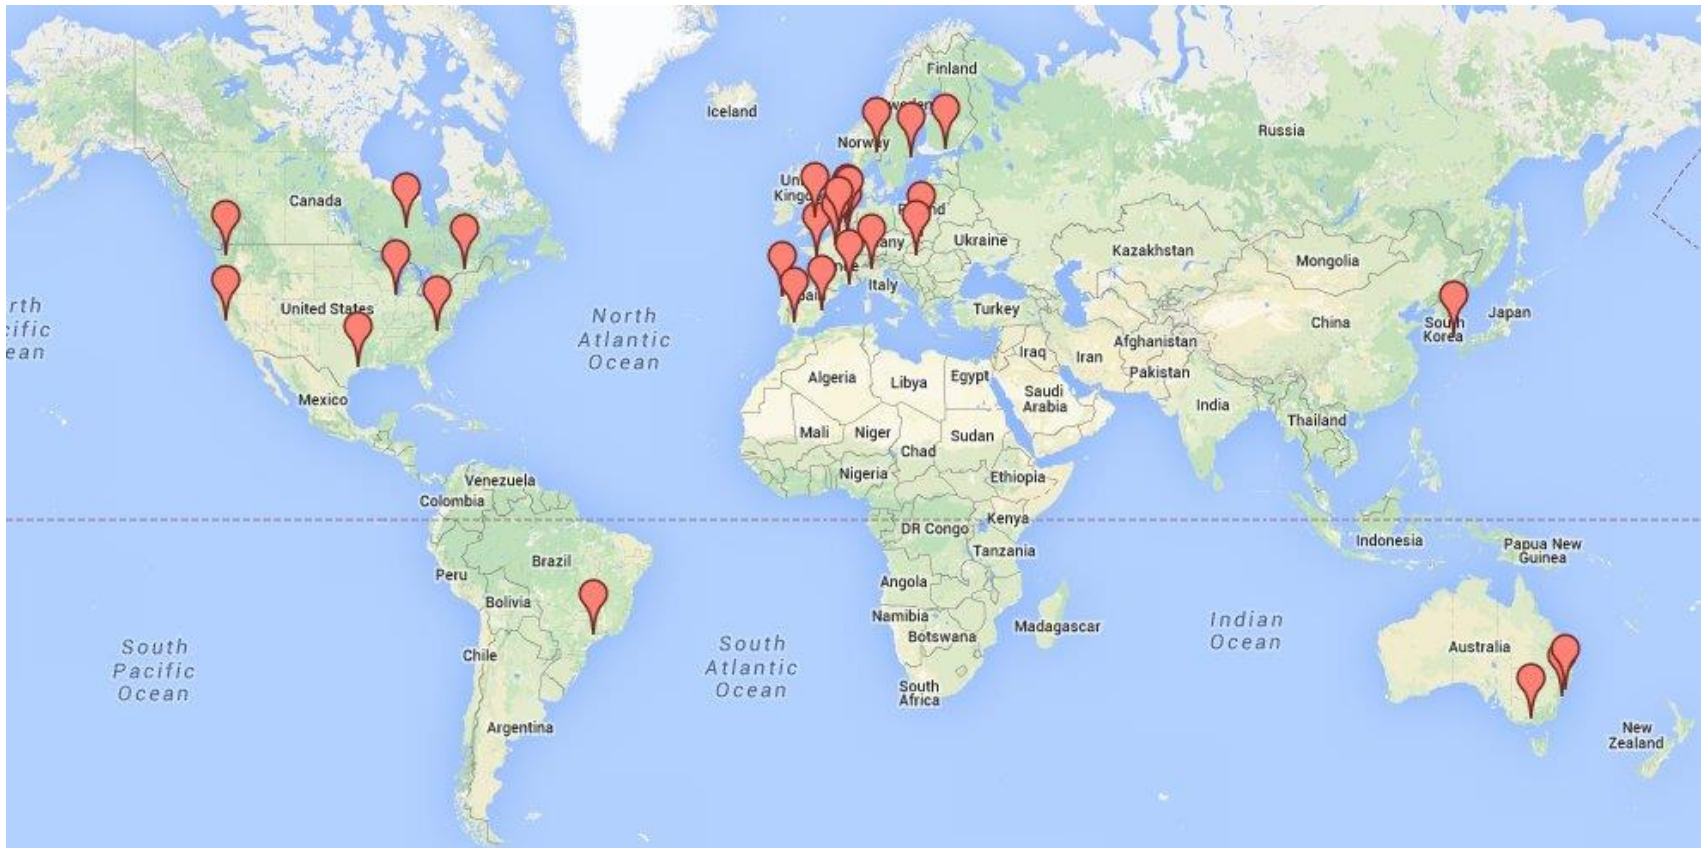 Finland
Iceland
Russia
Norway
Canada
Kazakhstan
Ukraine
Mongolia
Italy
United States
Turkey
China
South
Korea
Japan
North
Atlantic
Ocean
Afghanistan
Iraq
Iran
Pakistan
Algeria
Libya
Egypt
Saudi
Arabia
India
Mexico
Thailand
Mali
Niger
Sudan
Chad
Nigeria
Ethiopia
Venezuela
Colombia
DR Congo
Kenya
Indonesia
Papua New
Guinea
Tanzania
Brazil
Peru
Angola
Bolivia
Namibia
Botswana
Madagascar
Indian
Ocean
Australia
South
Pacific
Ocean
Chile
South
Atlantic
Ocean
South
Africa
Argentina
New
Zealand